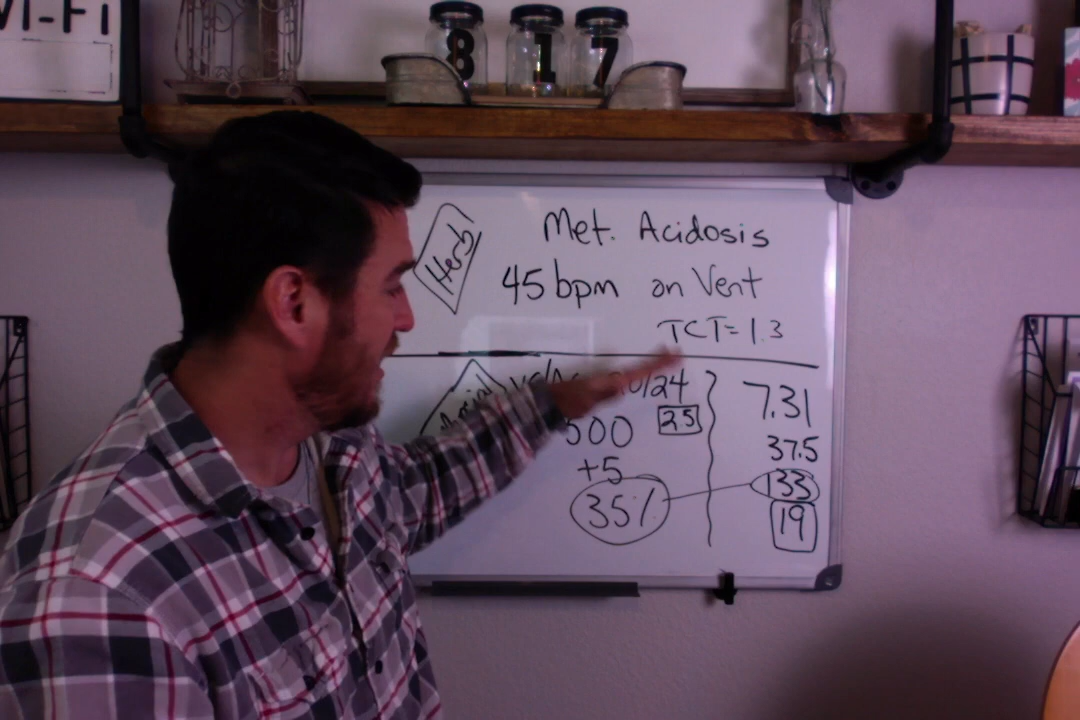 WI-FI
8 1 7
Herb
Met. Acidosis
45 bpm on Vent
TCT= 1.3
/24
500
25
+5
35%
7.31
37.5
133
19